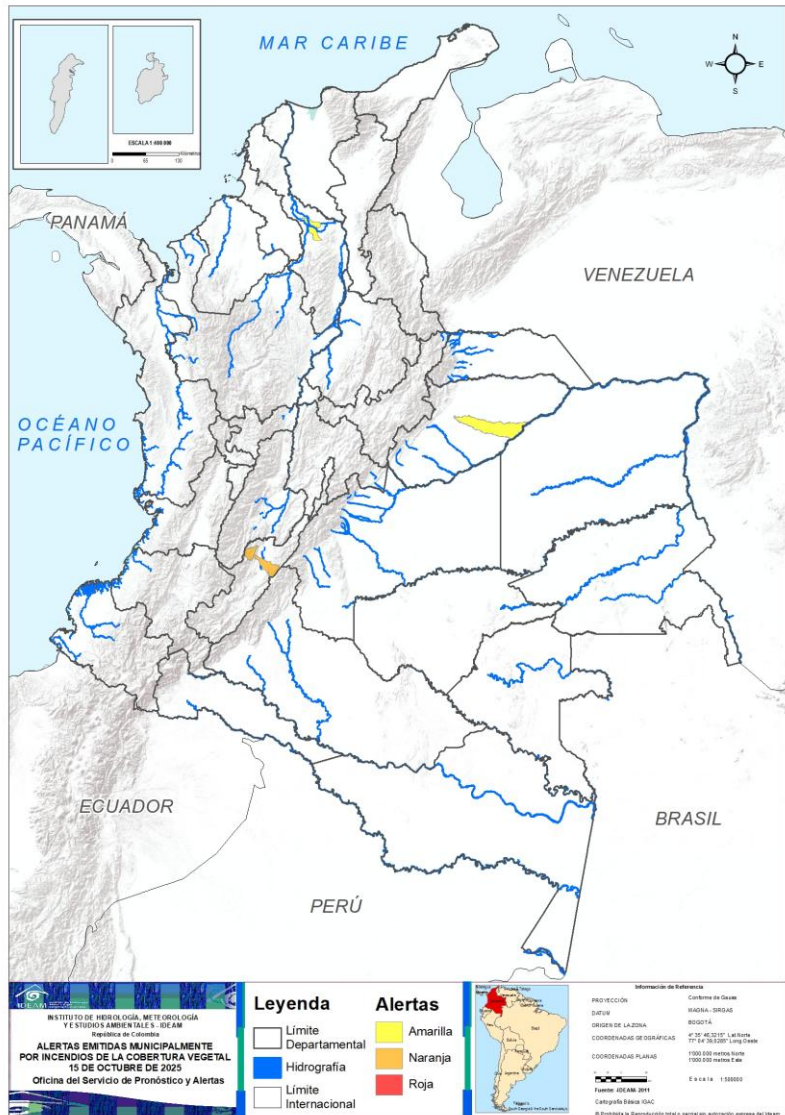 MAR CARIBE
N
W
E
S
ESCALA 1:400.000
PANAMÁ
VENEZUELA
OCÉANO
PACÍFICO
ECUADOR
BRASIL
PERÚ
IDEAM
INSTITUTO DE HIDROLOGÍA, METEOROLOGÍA
Y ESTUDIOS AMBIENTALES - IDEAM
República de Colombia
ALERTAS EMITIDAS MUNICIPALMENTE
POR INCENDIOS DE LA COBERTURA VEGETAL
15 DE OCTUBRE DE 2025
Oficina del Servicio de Pronóstico y Alertas
Leyenda
Límite
Departamental
Hidrografía
Límite
Internacional
Alertas
Amarilla
Naranja
Roja
Información de Referencia
PROYECCIÓN Conforme de Gauss
DATUM MAGNA - SIRGAS
ORIGEN DE LA ZONA BOGOTÁ
COORDENADAS GEOGRÁFICAS
COORDENADAS PLANAS 1'000.000 metros Norte
1'000.000 metros Este
Escala
Fuente: IDEAM, 2011
Cartografía Básica IGAC